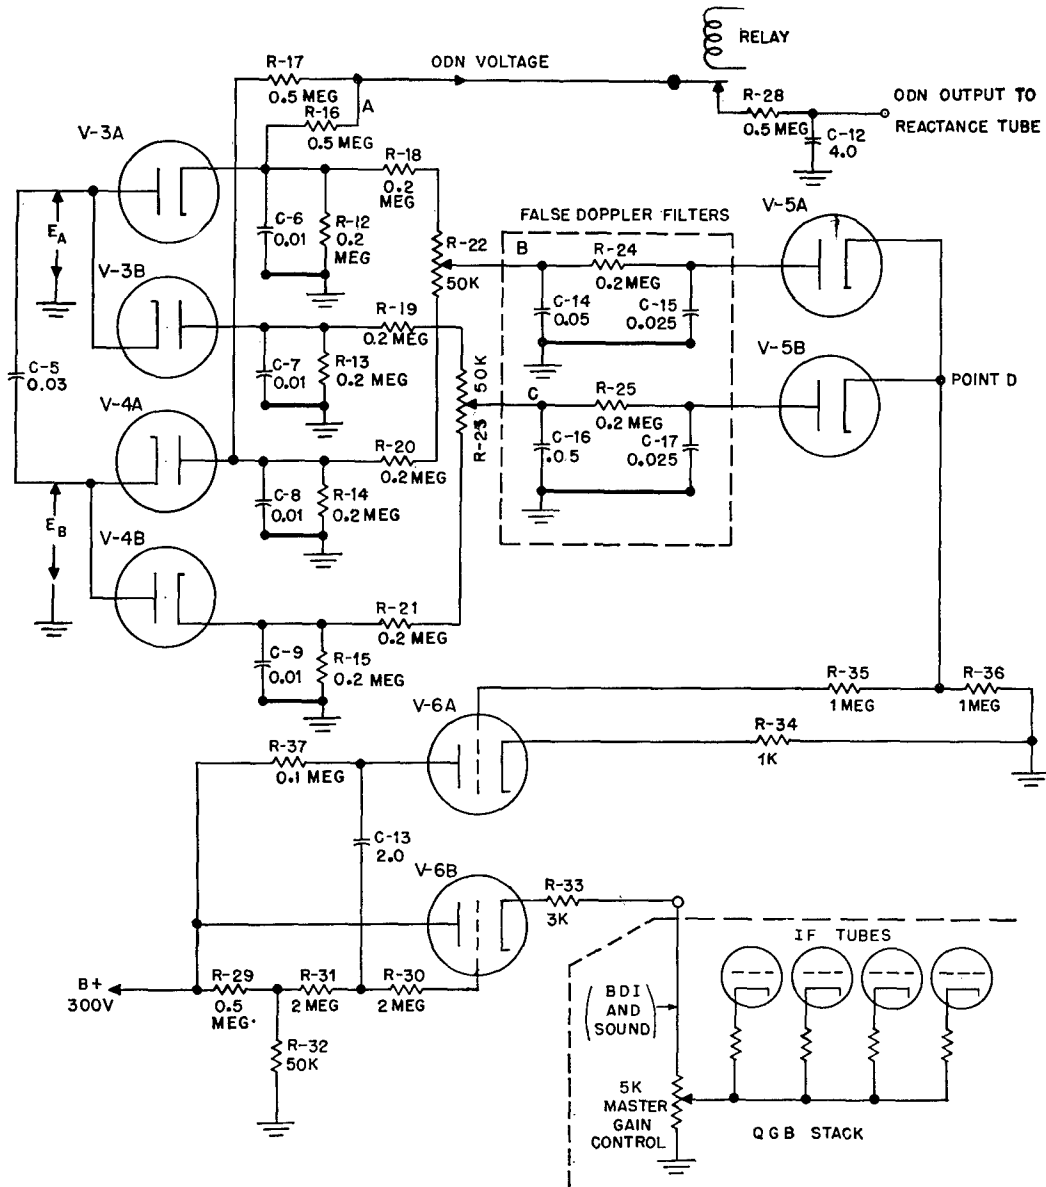 RELAY
R-17
0.5 MEG
ODN VOLTAGE
A
R-16
0.5 MEG
R-28
0.5 MEG
C-12
4.0
ODN OUTPUT TO
REACTANCE TUBE
V-3A
R-18
0.2
MEG
EA
C-6
0.01
R-12
0.2
MEG
R-22
50K
FALSE DOPPLER FILTERS
B
R-24
0.2 MEG
C-14
0.05
C-15
0.025
V-5A
V-3B
R-19
0.2 MEG
C-7
0.01
R-13
0.2 MEG
R-23 50K
C-5
0.03
V-5B
POINT D
C
R-25
0.2 MEG
C-16
.05
C-17
0.025
V-4A
R-20
0.2 MEG
C-8
0.01
R-14
0.2 MEG
EB
V-4B
R-21
0.2 MEG
C-9
0.01
R-15
0.2 MEG
V-6A
R-35
1 MEG
R-36
1MEG
R-34
1K
R-37
0.1 MEG
C-13
2.0
V-6B
R-33
3K
IF TUBES
B+
300V
R-29
0.5
MEG.
R-31
2 MEG
R-30
2 MEG
R-32
50K
(BDI
AND
SOUND)
5K
MASTER
GAIN
CONTROL
QGB STACK